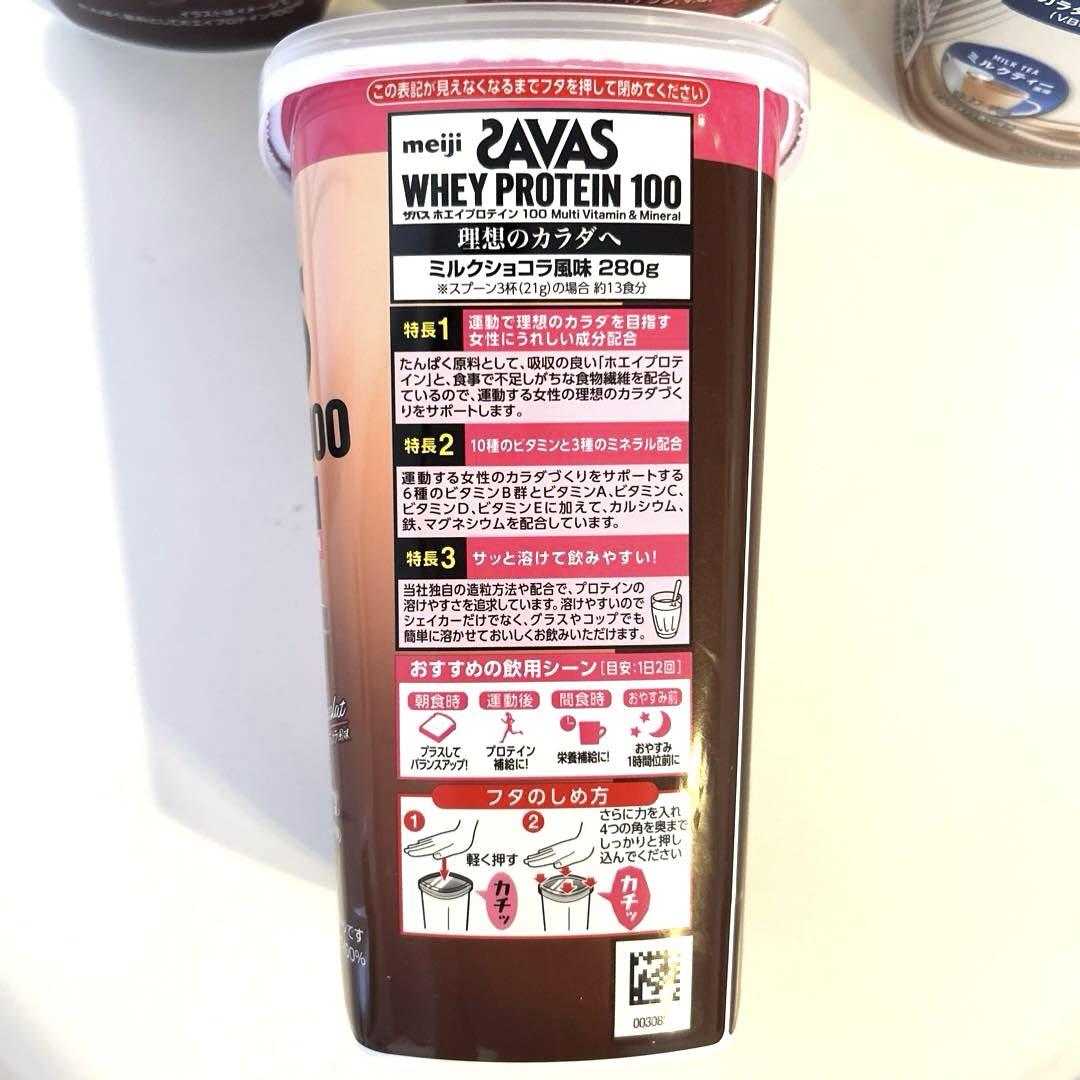 イラストはイメージ
MILK TEA
ミルクティー
風味
この表記が見えなくなるまでフタを押して閉めてください
meiji SAVAS
WHEY PROTEIN 100
ザバス ホエイプロテイン 100 Multi Vitamin & Mineral
理想のカラダへ
ミルクショコラ風味 280g
※スプーン3杯(21g)の場合 約13食分
特長1 運動で理想のカラダを目指す
女性にうれしい成分配合
たんぱく原料として、吸収の良い「ホエイプロテ
イン」と、食事で不足しがちな食物繊維を配合し
ているので、運動する女性の理想のカラダづく
りをサポートします。
特長2 10種のビタミンと3種のミネラル配合
運動する女性のカラダづくりをサポートする
6種のビタミンB群とビタミンA、ビタミンC、
ビタミンD、ビタミンEに加えて、カルシウム、
鉄、マグネシウムを配合しています。
特長3 サッと溶けて飲みやすい!
当社独自の造粒方法や配合で、プロテインの
溶けやすさを追求しています。溶けやすいので
シェイカーだけでなく、グラスやコップでも
簡単に溶かせておいしくお飲みいただけます。
おすすめの飲用シーン[目安:1日2回]
朝食時 運動後 間食時 おやすみ前
プラスして
バランスアップ!
プロテイン
補給に!
栄養補給に!
おやすみ
1時間位前に
フタのしめ方
1 軽く押す
カチッ
2 さらに力を入れ
4つの角を奥まで
しっかりと押し
込んでください
カチッ
00
です
00%